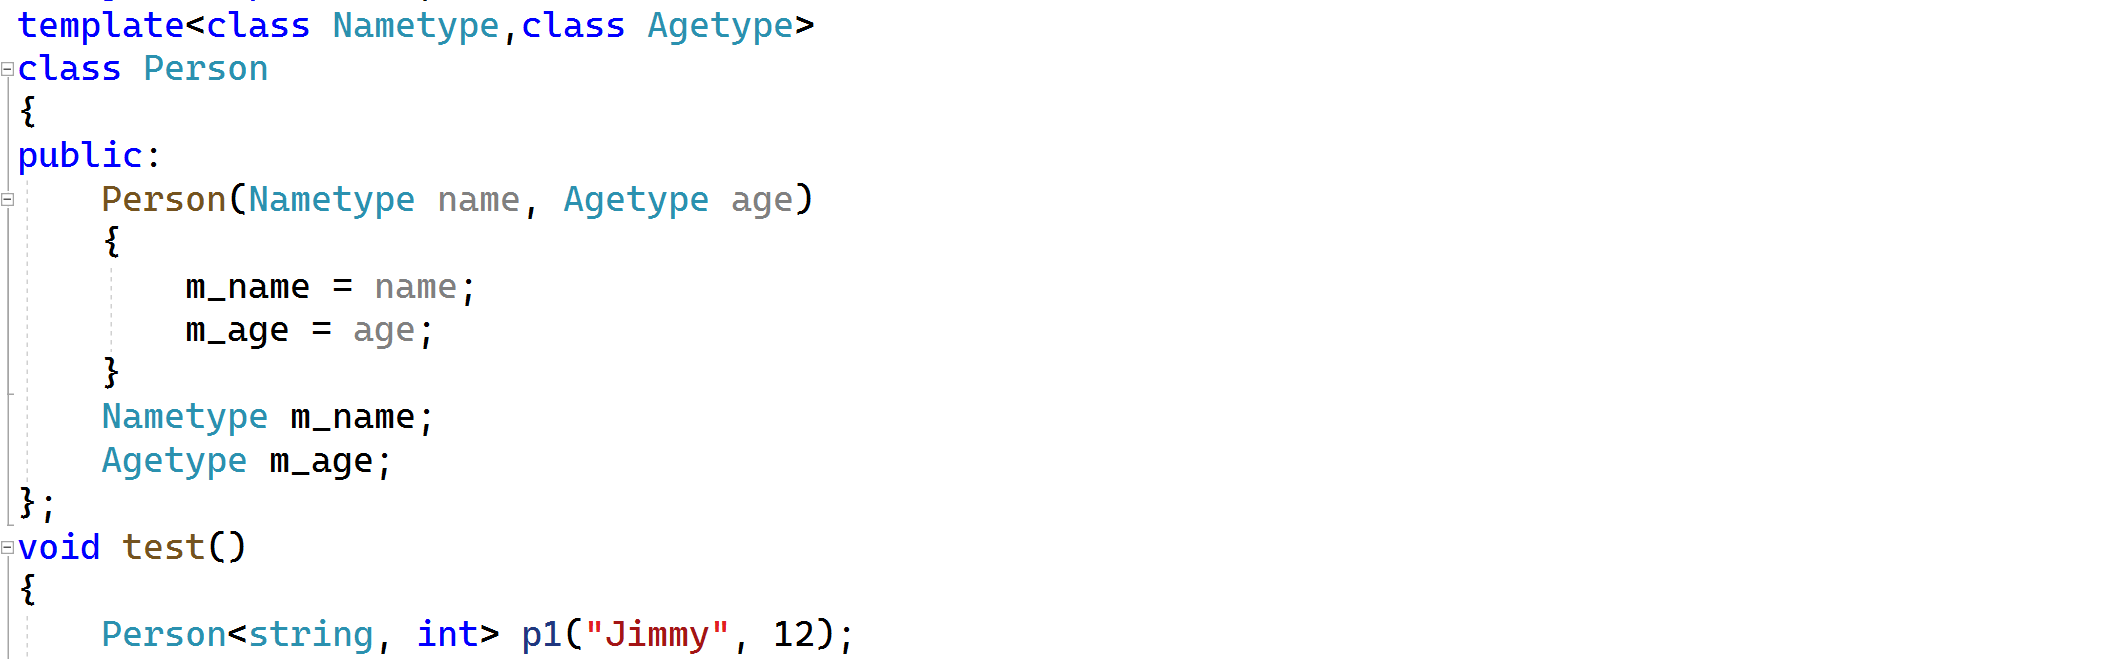 template<class Nametype,class Agetype>
class Person
{
public:
    Person(Nametype name, Agetype age)
    {
        m_name = name;
        m_age = age;
    }
    Nametype m_name;
    Agetype m_age;
};
void test()
{
    Person<string, int> p1("Jimmy", 12);